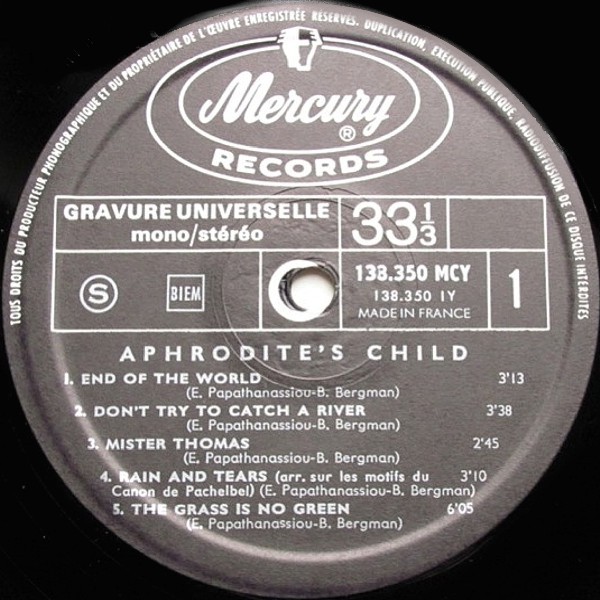 TOUS DROITS DU PRODUCTEUR PHONOGRAPHIQUE ET DU PROPRIÉTAIRE DE L'ŒUVRE ENREGISTRÉE RÉSERVÉS. DUPLICATION, EXÉCUTION PUBLIQUE, RADIODIFFUSION DE CE DISQUE INTERDITES
Mercury ®
RECORDS
GRAVURE UNIVERSELLE
mono/stéréo
33 1/3
S
BIEM
138.350 MCY
138.350 IY
MADE IN FRANCE
1
APHRODITE'S CHILD
1. END OF THE WORLD 3'13
(E. Papathanassiou-B. Bergman)
2. DON'T TRY TO CATCH A RIVER 3'38
(E. Papathanassiou-B. Bergman)
3. MISTER THOMAS 2'45
(E. Papathanassiou-B. Bergman)
4. RAIN AND TEARS (arr. sur les motifs du 3'10
Canon de Pachelbel) (E. Papathanassiou-B. Bergman)
5. THE GRASS IS NO GREEN 6'05
(E. Papathanassiou-B. Bergman)